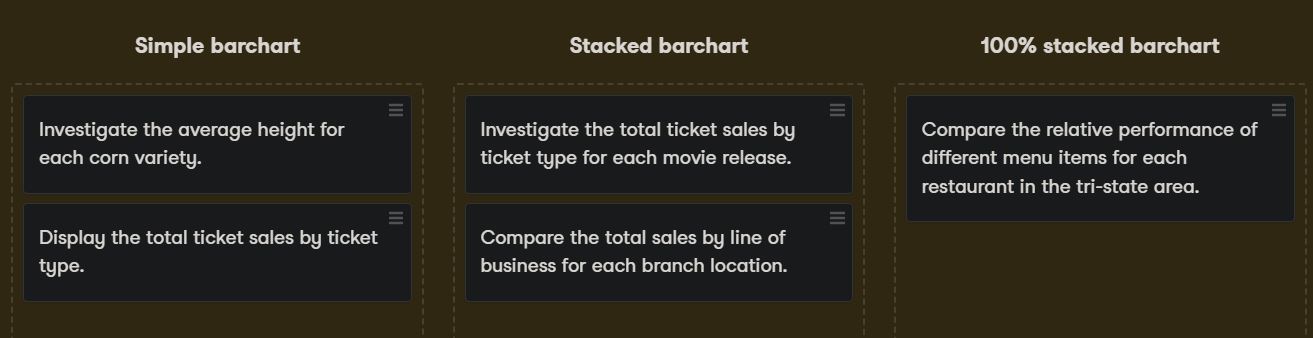 Simple barchart
Stacked barchart
100% stacked barchart
Investigate the average height for
each corn variety.
Display the total ticket sales by ticket
type.
Investigate the total ticket sales by
ticket type for each movie release.
Compare the total sales by line of
business for each branch location.
Compare the relative performance of
different menu items for each
restaurant in the tri-state area.